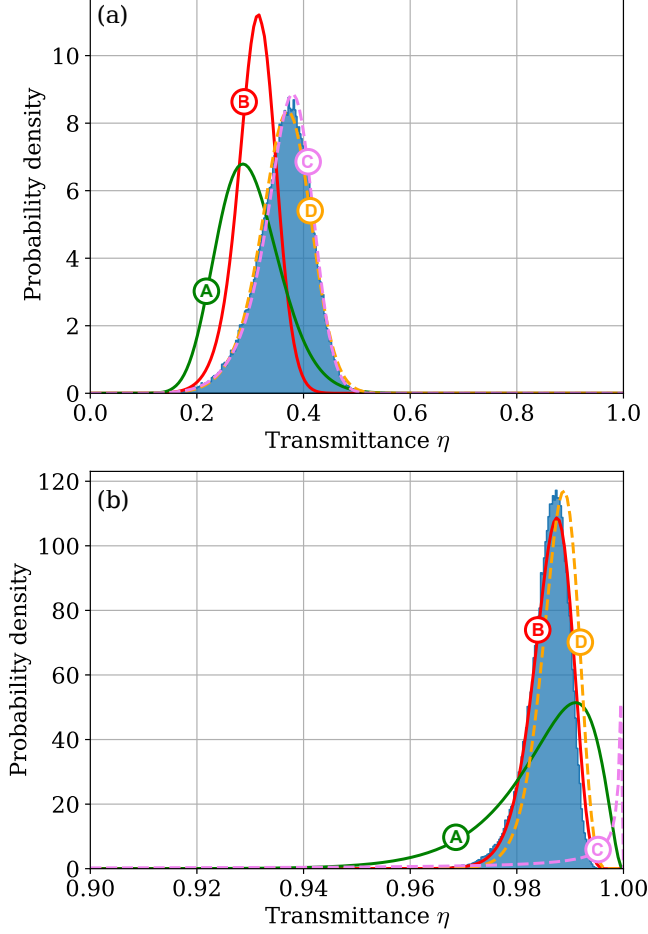 (a)
10
8
6
4
2
0
Probability density
A
B
C
D
0.0 0.2 0.4 0.6 0.8 1.0
Transmittance η
(b)
120
100
80
60
40
20
0
Probability density
A
B
D
C
0.90 0.92 0.94 0.96 0.98 1.00
Transmittance η